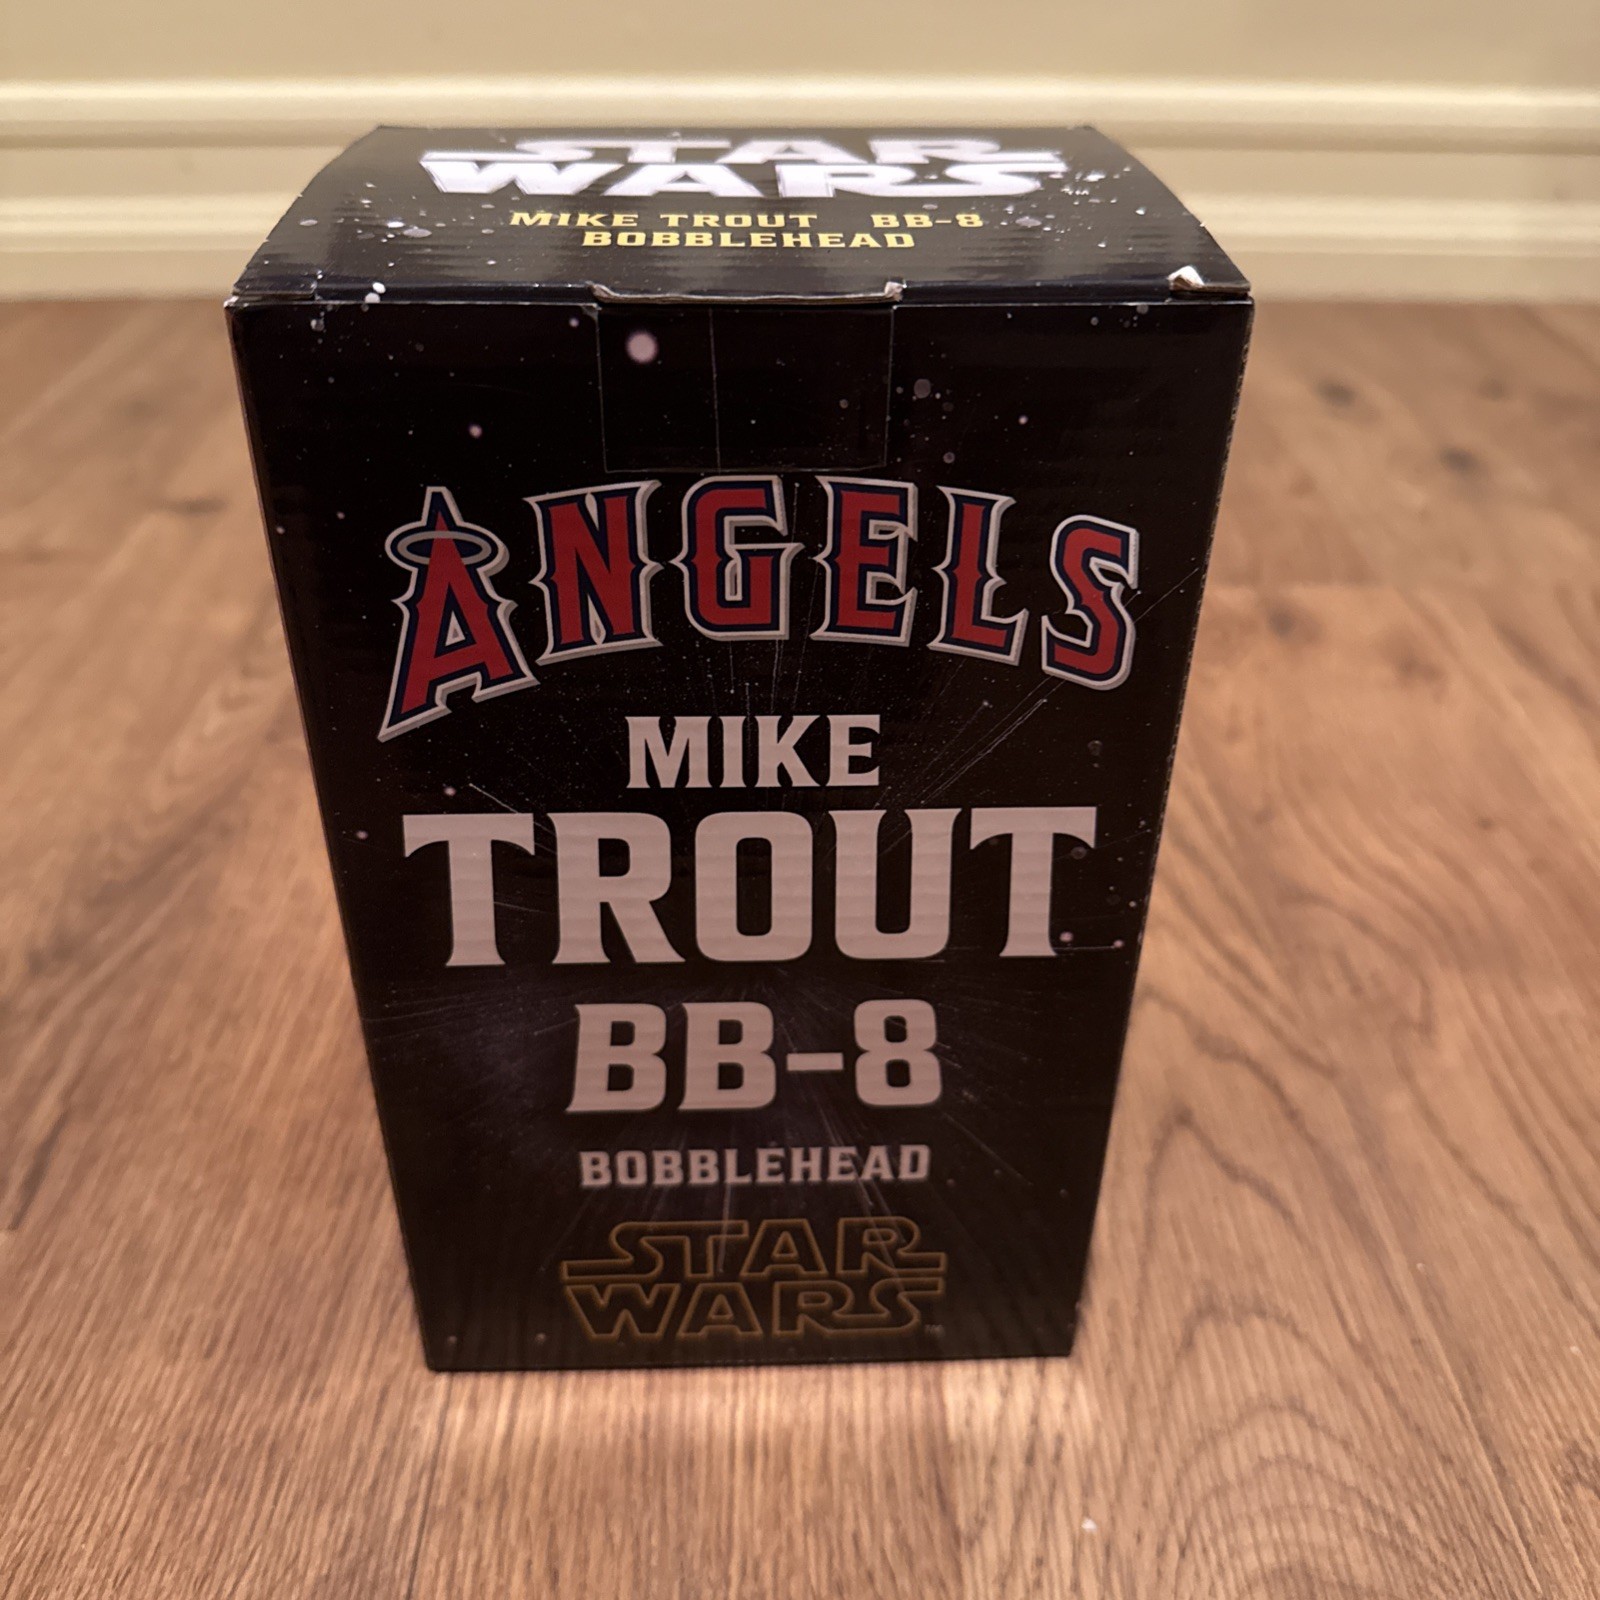 STAR
WARS
MIKE TROUT BB-8
BOBBLEHEAD
ANGELS
MIKE
TROUT
BB-8
BOBBLEHEAD
STAR
WARS